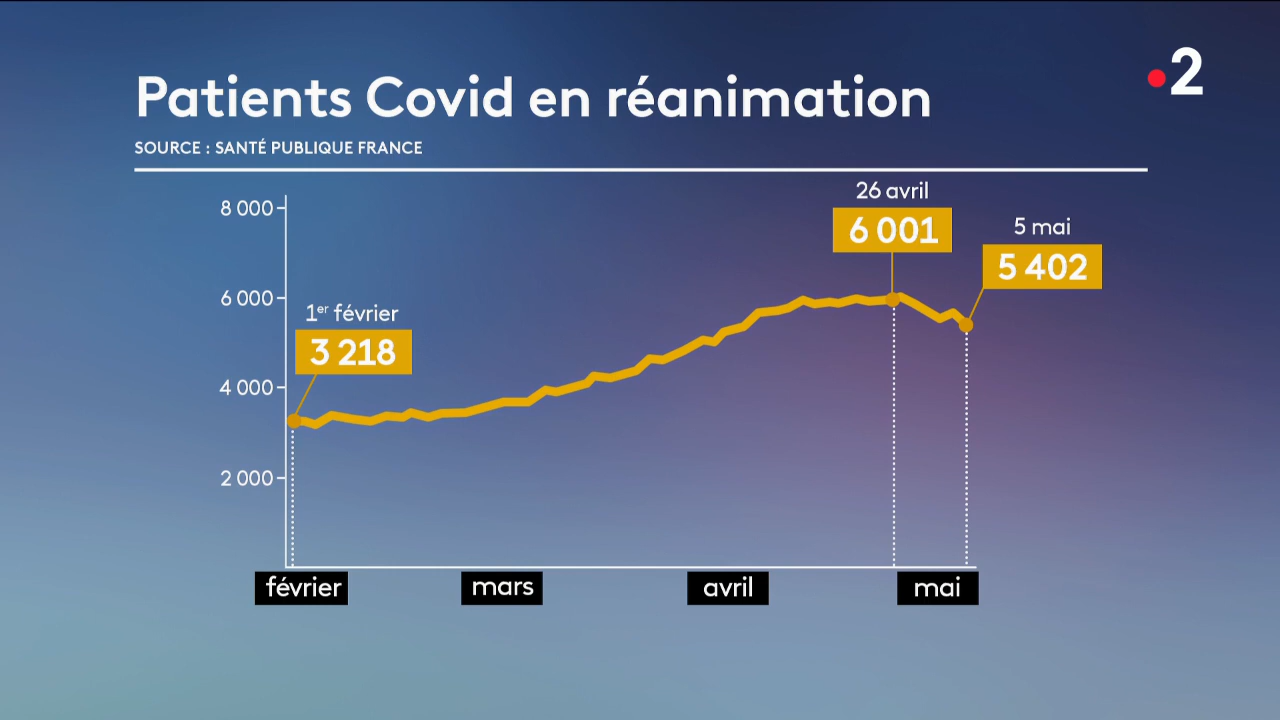 Patients Covid en réanimation
2
SOURCE : SANTÉ PUBLIQUE FRANCE
26 avril
6 001
5 mai
5 402
1er février
3 218
8 000
6 000
4 000
2 000
février
mars
avril
mai